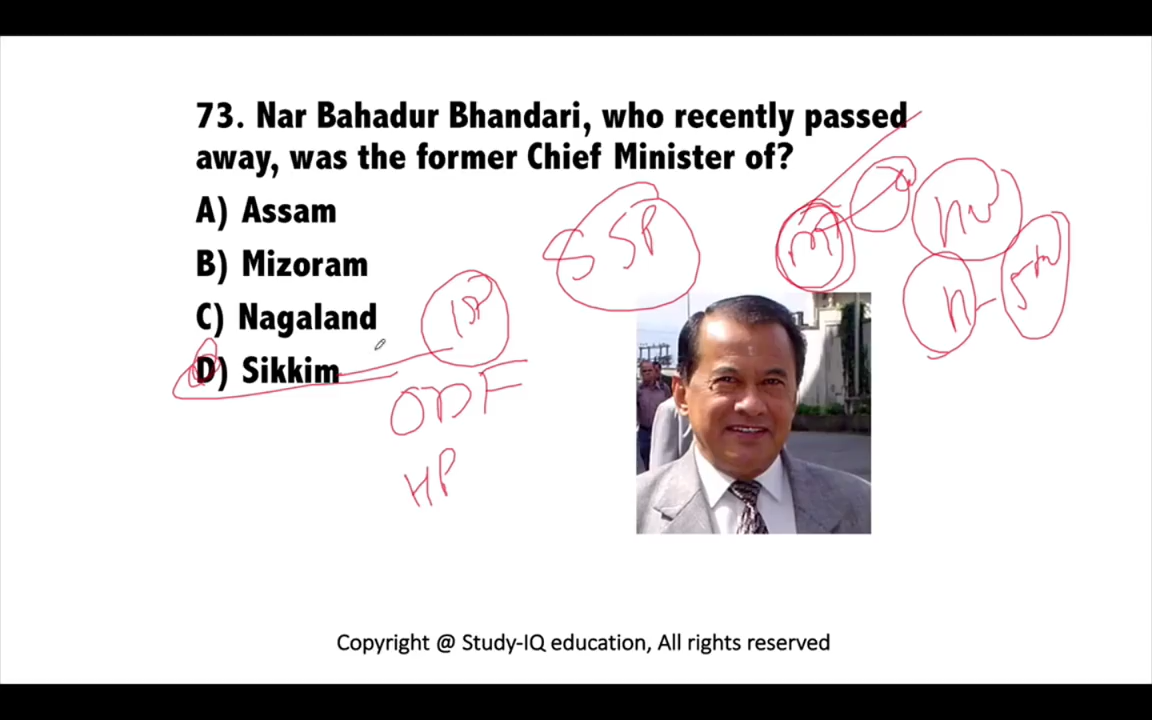 73. Nar Bahadur Bhandari, who recently passed
away, was the former Chief Minister of?
A) Assam
B) Mizoram
C) Nagaland
D) Sikkim
SSP
1st
ODF
HP
Copyright @ Study-IQ education, All rights reserved